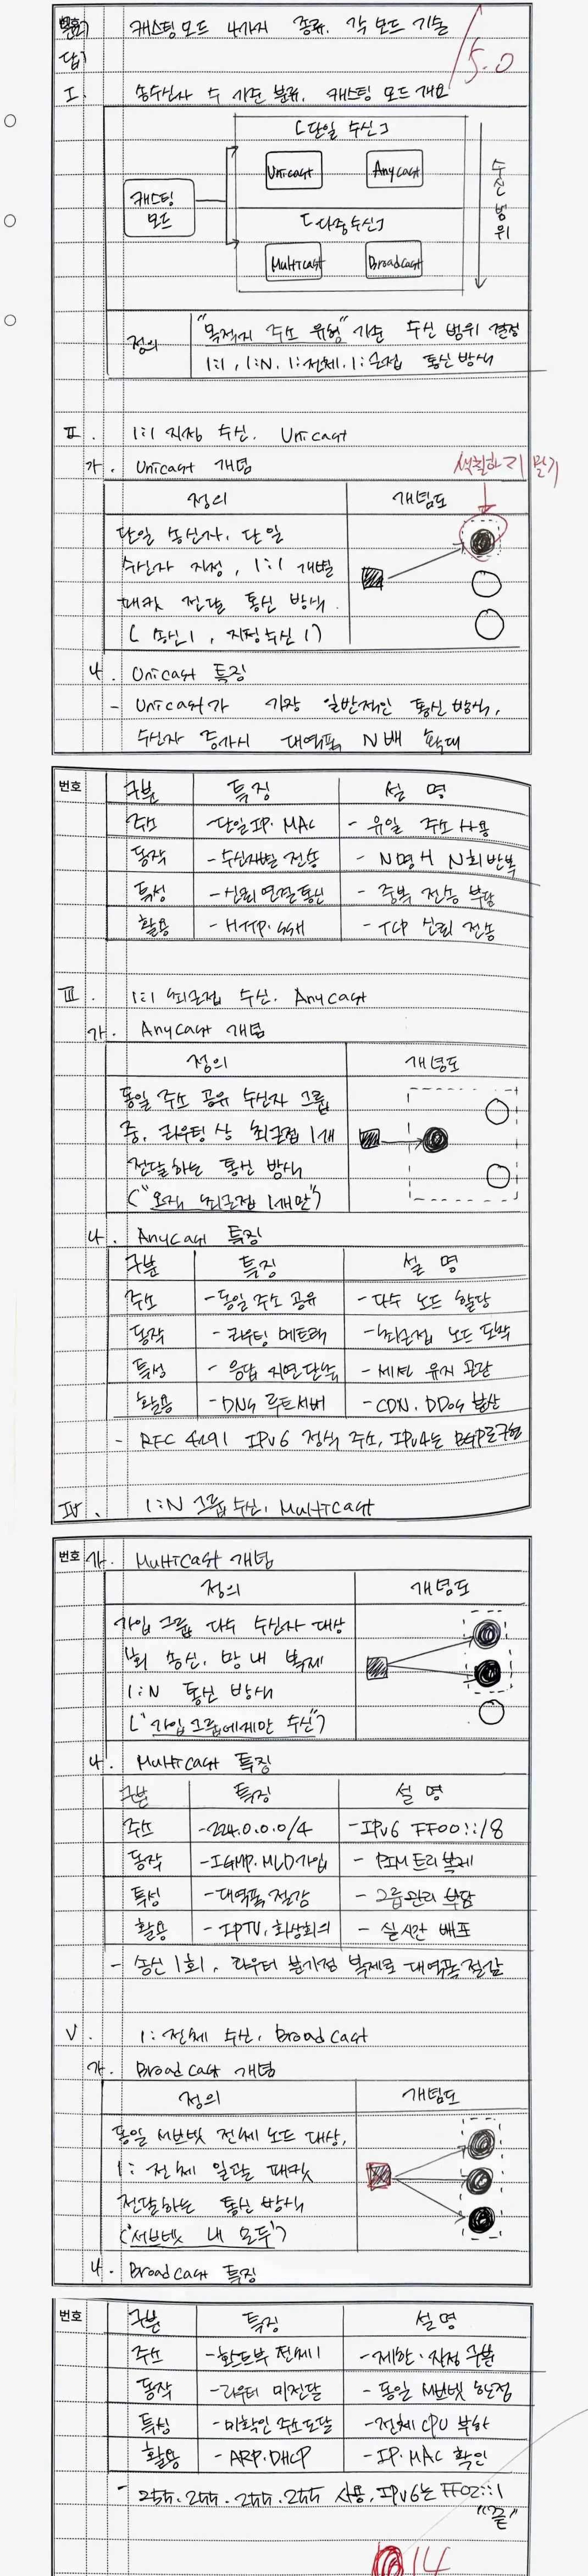 문제) 캐스팅 모드 4가지 종류. 각 모드 기술
답)
5.0
I. 송수신자 수 기준 분류. 캐스팅 모드 개요
[단일 수신]
Unicast Anycast
캐스팅 모드
[다중수신]
Multicast Broadcast
수신 범위
정의 "목적지 주소 유형" 기준 수신 범위 결정
1:1, 1:N. 1:전체. 1:근접 통신 방식
II. 1:1 지정 수신. Unicast
가. Unicast 개념
색칠하지 말기
정의 개념도
단일 송신자. 단일
수신자 지정, 1:1 개별
패킷 전달 통신 방식.
(송신1, 지정수신1)
나. Unicast 특징
- Unicast가 가장 일반적인 통신 방식,
수신자 증가시 대역폭 N배 확대
번호 구분 특징 설명
주소 -단일IP.MAC - 유일 주소 사용
동작 -수신자별 전송 - N명시 N회 반복
특성 -신뢰 연결통신 - 중복 전송 부담
활용 -HTTP.SSH - TCP 신뢰 전송
III. 1:1 최근접 수신. Anycast
가. Anycast 개념
정의 개념도
동일 주소 공유 수신자 그룹
중. 라우팅 상 최근접 1개
전달하는 통신 방식
("오직 최근접 1개만")
나. Anycast 특징
구분 특징 설명
주소 -동일 주소 공유 -다수 노드 할당
동작 -라우팅 메트릭 -최근접 노드 도착
특성 - 응답 지연단축 -세션 유지 곤란
활용 -DNS 루트서버 -CDN. DDoS 분산
- RFC 4291 IPv6 정식 주소, IPv4는 BGP로구현
IV. 1:N 그룹 수신. Multicast
번호 가. Multicast 개념
정의 개념도
가입 그룹 다수 수신자 대상
1회 송신. 망 내 복제
1:N 통신 방식
("가입 그룹에게만 수신")
나. Multicast 특징
구분 특징 설명
주소 -224.0.0.0/4 -IPv6 FF00::/8
동작 -IGMP.MLD가입 - PIM 트리 복제
특성 -대역폭 절감 - 그룹관리 부담
활용 -IPTV. 화상회의 - 실시간 배포
- 송신 1회, 라우터 분기점 복제로 대역폭 절감
V. 1:전체 수신. Broadcast
가. Broadcast 개념
정의 개념도
동일 서브넷 전체 노드 대상,
1:전체 일괄 패킷
전달하는 통신 방식
("서브넷 내 모두")
나. Broadcast 특징
번호 구분 특징 설명
주소 -호스트부 전체1 -제한.지정 구분
동작 -라우터 미전달 - 동일 서브넷 한정
특성 -미확인 주소도달 -전체 CPU 부하
활용 - ARP.DHCP -IP.MAC 확인
- 255.255.255.255 사용, IPv6는 FF02::1
"끝"
14